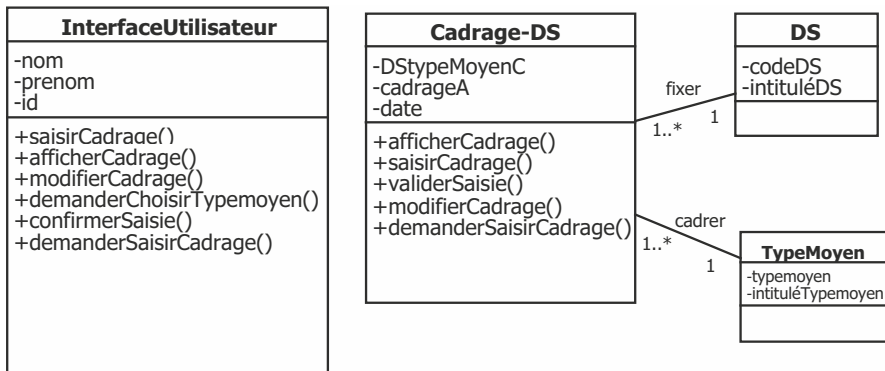 InterfaceUtilisateur
-nom
-prenom
-id
+saisirCadrage()
+afficherCadrage()
+modifierCadrage()
+demanderChoisirTypemoyen()
+confirmerSaisie()
+demanderSaisirCadrage()
Cadrage-DS
-DStypeMoyenC
-cadrageA
-date
+afficherCadrage()
+saisirCadrage()
+validerSaisie()
+modifierCadrage()
+demanderSaisirCadrage()
fixer
1..*
1
DS
-codeDS
-intituléDS
cadrer
1..*
1
TypeMoyen
-typemoyen
-intituléTypemoyen